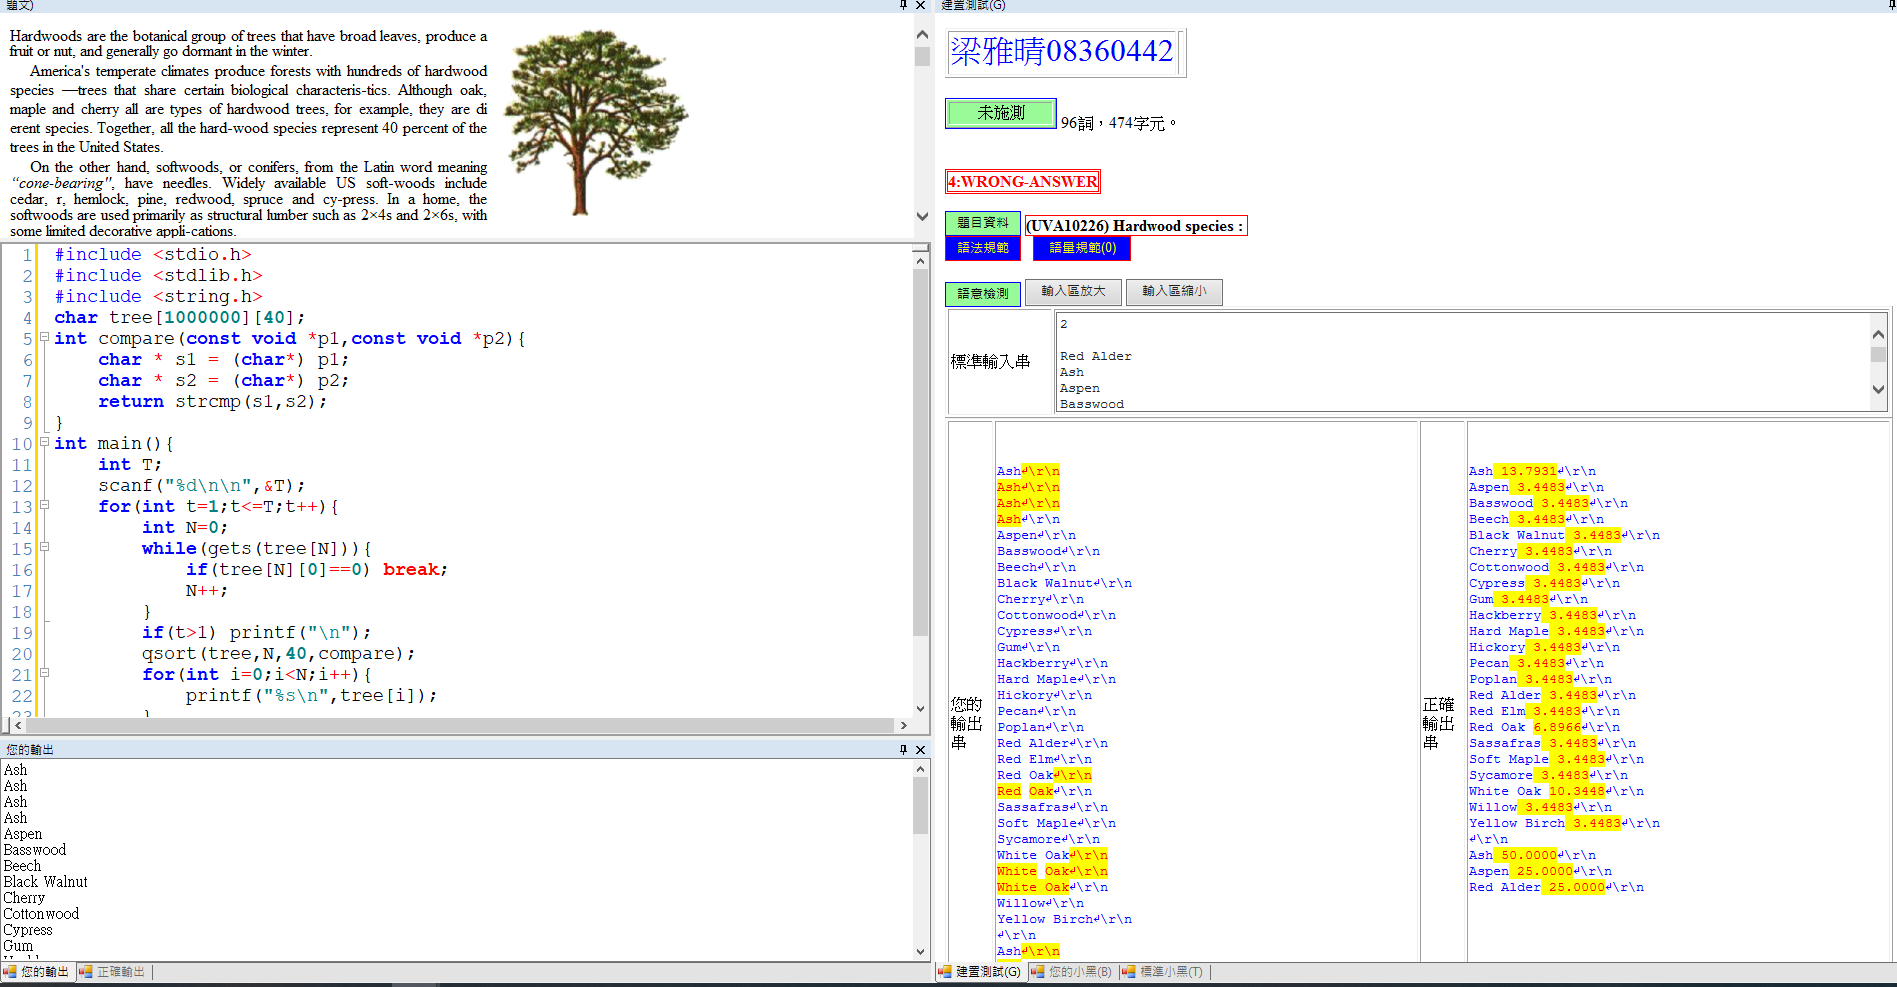 題文)
Hardwoods are the botanical group of trees that have broad leaves, produce a
fruit or nut, and generally go dormant in the winter.
America's temperate climates produce forests with hundreds of hardwood
species —trees that share certain biological characteris-tics. Although oak,
maple and cherry all are types of hardwood trees, for example, they are di
erent species. Together, all the hard-wood species represent 40 percent of the
trees in the United States.
On the other hand, softwoods, or conifers, from the Latin word meaning
“cone-bearing”, have needles. Widely available US soft-woods include
cedar, r, hemlock, pine, redwood, spruce and cy-press. In a home, the
softwoods are used primarily as structural lumber such as 2×4s and 2×6s, with
some limited decorative appli-cations.
1 #include <stdio.h>
2 #include <stdlib.h>
3 #include <string.h>
4 char tree[1000000][40];
5 int compare(const void *p1,const void *p2){
6 char * s1 = (char*) p1;
7 char * s2 = (char*) p2;
8 return strcmp(s1,s2);
9 }
10 int main(){
11 int T;
12 scanf("%d\n\n",&T);
13 for(int t=1;t<=T;t++){
14 int N=0;
15 while(gets(tree[N])){
16 if(tree[N][0]==0) break;
17 N++;
18 }
19 if(t>1) printf("\n");
20 qsort(tree,N,40,compare);
21 for(int i=0;i<N;i++){
22 printf("%s\n",tree[i]);
您的輸出
Ash
Ash
Ash
Ash
Aspen
Basswood
Beech
Black Walnut
Cherry
Cottonwood
Cypress
Gum
您的輸出 正確輸出
建置測試(G)
梁雅晴08360442
未施測 96詞，474字元。
4:WRONG-ANSWER
題目資料 (UVA10226) Hardwood species :
語法規範 語量規範(0)
語意檢測 輸入區放大 輸入區縮小
標準輸入串
2
Red Alder
Ash
Aspen
Basswood
您的輸出串
Ash↵\r\n
Ash↵\r\n
Ash↵\r\n
Ash↵\r\n
Aspen↵\r\n
Basswood↵\r\n
Beech↵\r\n
Black Walnut↵\r\n
Cherry↵\r\n
Cottonwood↵\r\n
Cypress↵\r\n
Gum↵\r\n
Hackberry↵\r\n
Hard Maple↵\r\n
Hickory↵\r\n
Pecan↵\r\n
Poplan↵\r\n
Red Alder↵\r\n
Red Elm↵\r\n
Red Oak↵\r\n
Red Oak↵\r\n
Sassafras↵\r\n
Soft Maple↵\r\n
Sycamore↵\r\n
White Oak↵\r\n
White Oak↵\r\n
White Oak↵\r\n
Willow↵\r\n
Yellow Birch↵\r\n
↵\r\n
Ash↵\r\n
正確輸出串
Ash 13.7931↵\r\n
Aspen 3.4483↵\r\n
Basswood 3.4483↵\r\n
Beech 3.4483↵\r\n
Black Walnut 3.4483↵\r\n
Cherry 3.4483↵\r\n
Cottonwood 3.4483↵\r\n
Cypress 3.4483↵\r\n
Gum 3.4483↵\r\n
Hackberry 3.4483↵\r\n
Hard Maple 3.4483↵\r\n
Hickory 3.4483↵\r\n
Pecan 3.4483↵\r\n
Poplan 3.4483↵\r\n
Red Alder 3.4483↵\r\n
Red Elm 3.4483↵\r\n
Red Oak 6.8966↵\r\n
Sassafras 3.4483↵\r\n
Soft Maple 3.4483↵\r\n
Sycamore 3.4483↵\r\n
White Oak 10.3448↵\r\n
Willow 3.4483↵\r\n
Yellow Birch 3.4483↵\r\n
↵\r\n
Ash 50.0000↵\r\n
Aspen 25.0000↵\r\n
Red Alder 25.0000↵\r\n
建置測試(G) 您的小黑(B) 標準小黑(T)